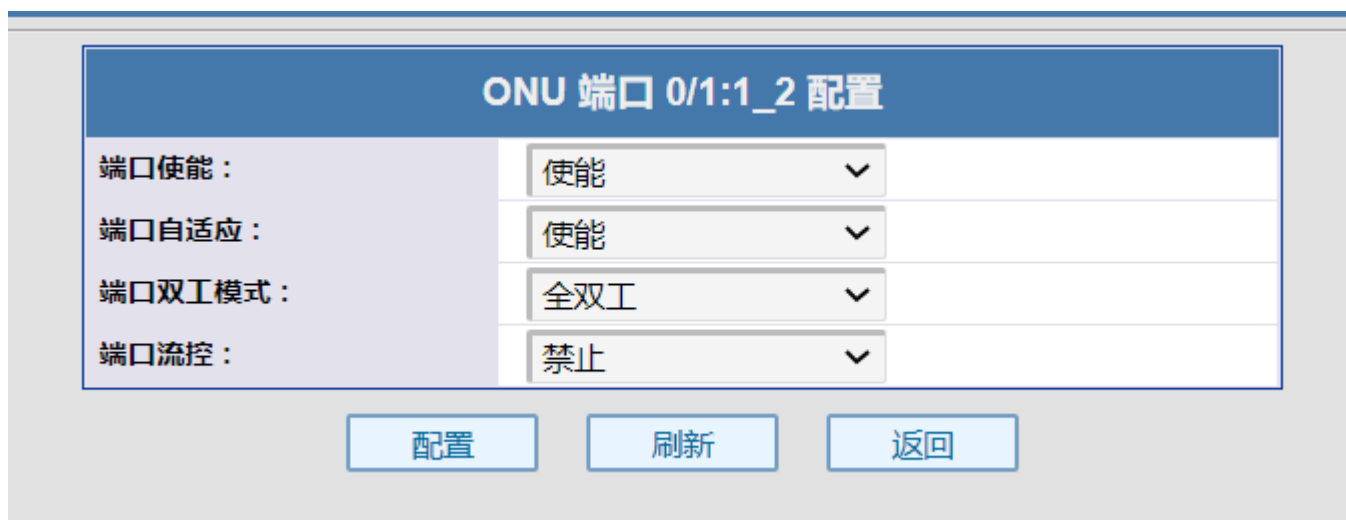 ONU 端口 0/1:1_2 配置
端口使能： 使能
端口自适应： 使能
端口双工模式： 全双工
端口流控： 禁止
配置 刷新 返回